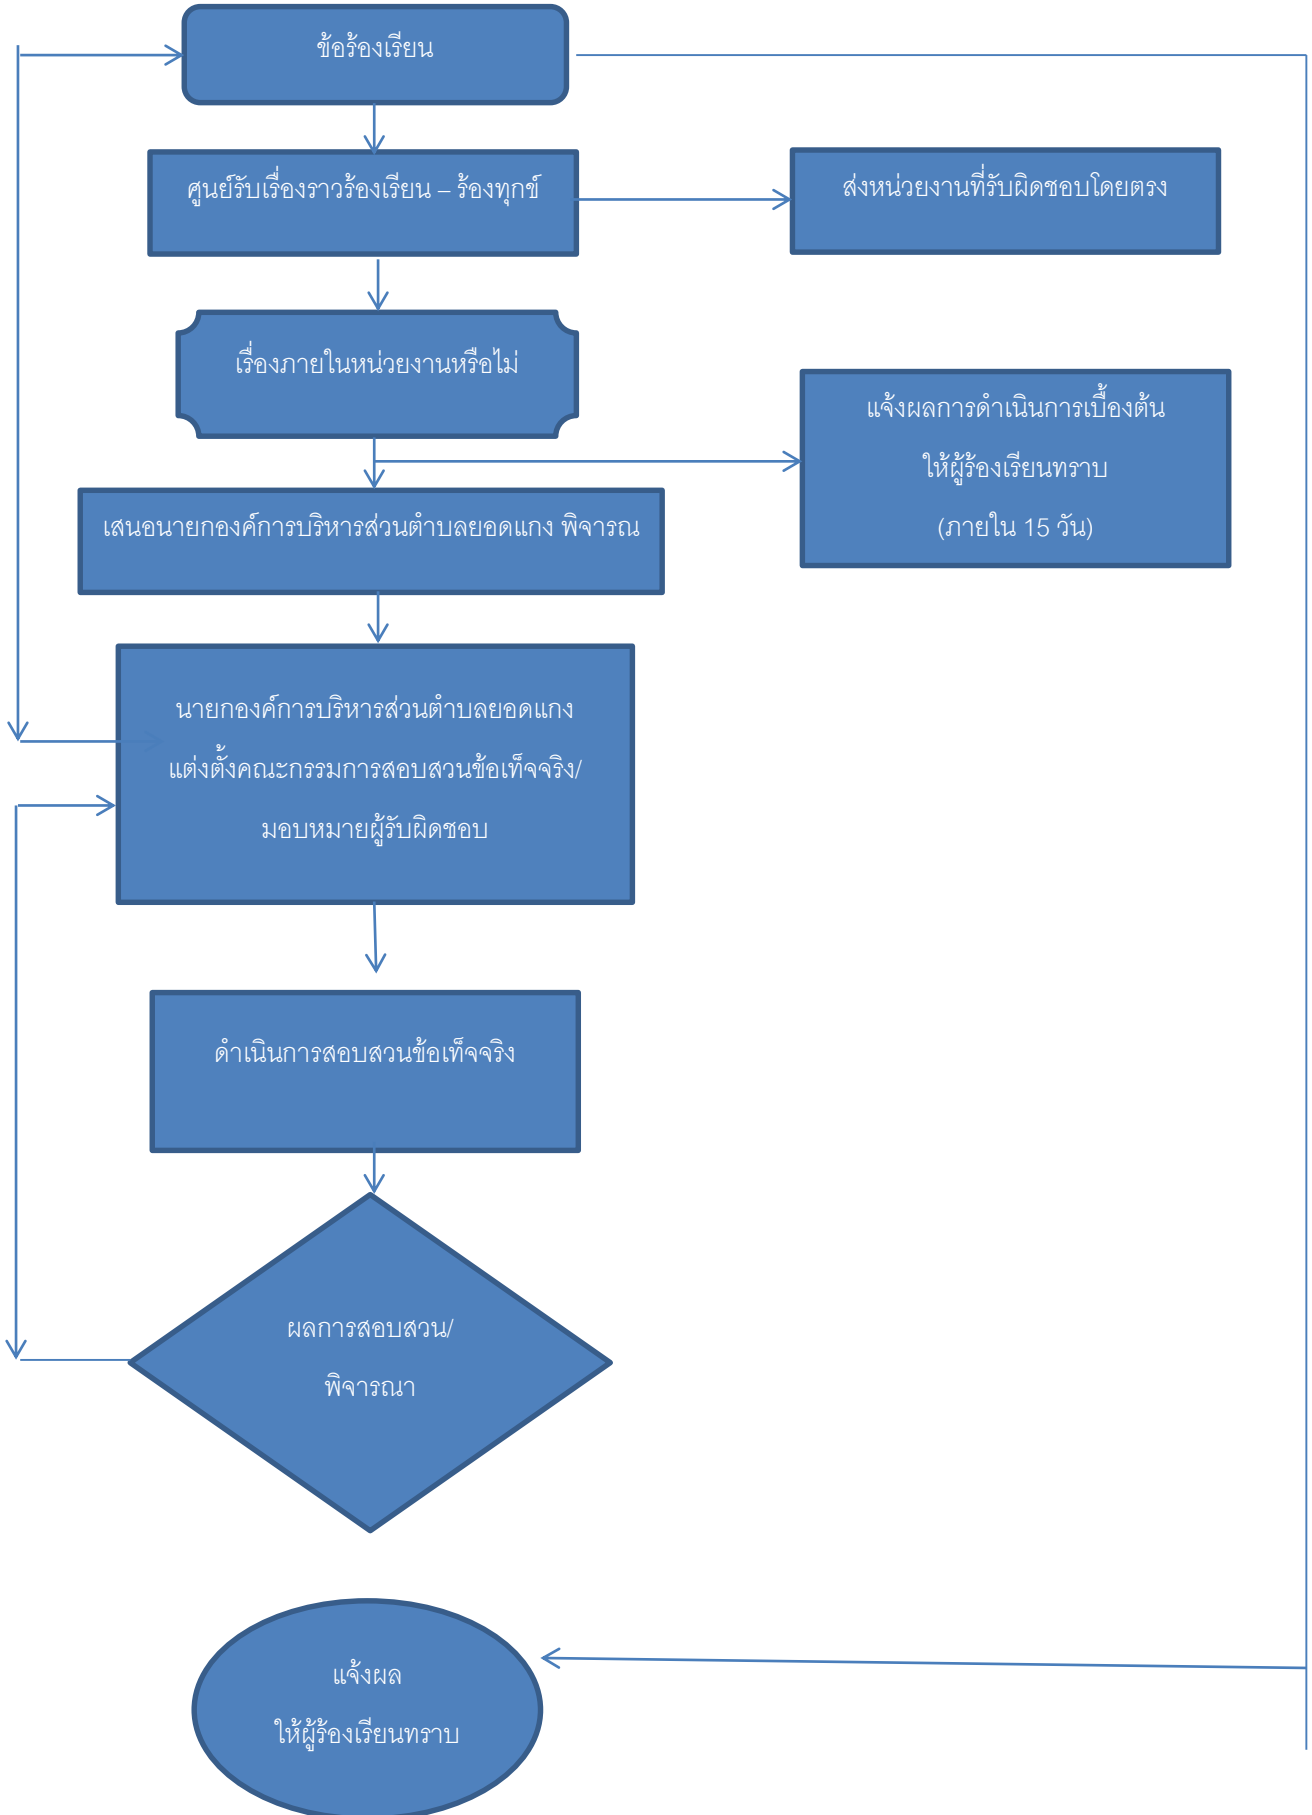 ข้อร้องเรียน
ศูนย์รับเรื่องราวร้องเรียน – ร้องทุกข์
ส่งหน่วยงานที่รับผิดชอบโดยตรง
เรื่องภายในหน่วยงานหรือไม่
แจ้งผลการดำเนินการเบื้องต้น
ให้ผู้ร้องเรียนทราบ
(ภายใน 15 วัน)
เสนอนายกองค์การบริหารส่วนตำบลยอดแกง พิจารณ
นายกองค์การบริหารส่วนตำบลยอดแกง
แต่งตั้งคณะกรรมการสอบสวนข้อเท็จจริง/
มอบหมายผู้รับผิดชอบ
ดำเนินการสอบสวนข้อเท็จจริง
ผลการสอบสวน/
พิจารณา
แจ้งผล
ให้ผู้ร้องเรียนทราบ